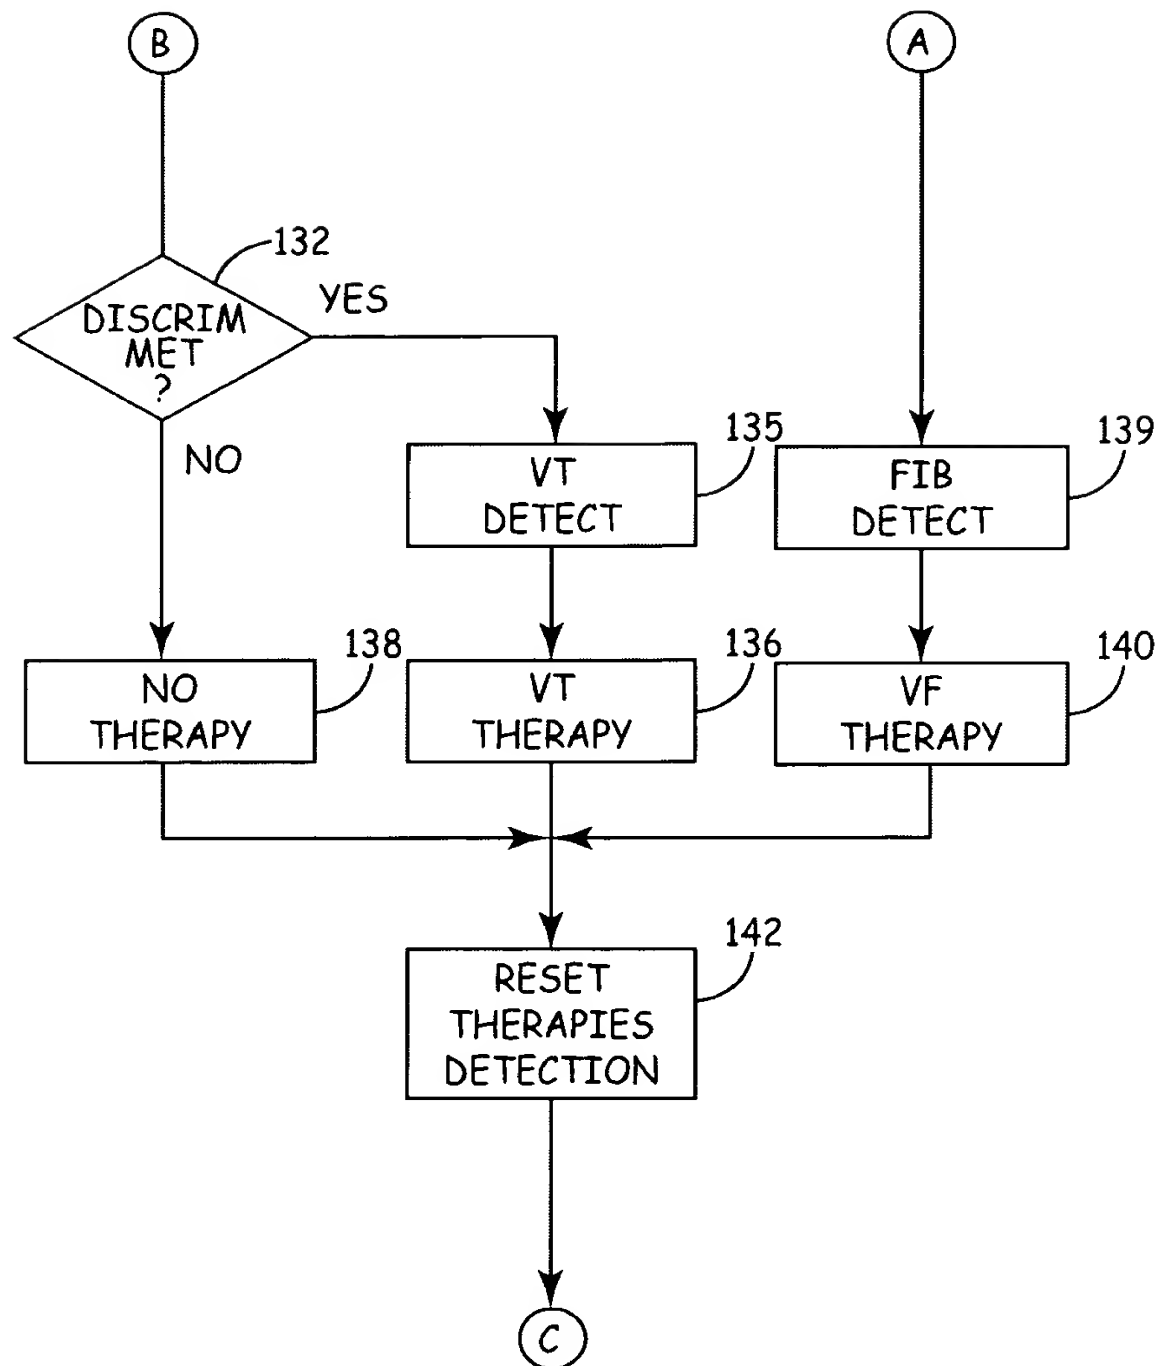 B
A
132
YES
DISCRIM
MET
?
NO
135
139
VT
DETECT
FIB
DETECT
138
136
140
NO
THERAPY
VT
THERAPY
VF
THERAPY
142
RESET
THERAPIES
DETECTION
C